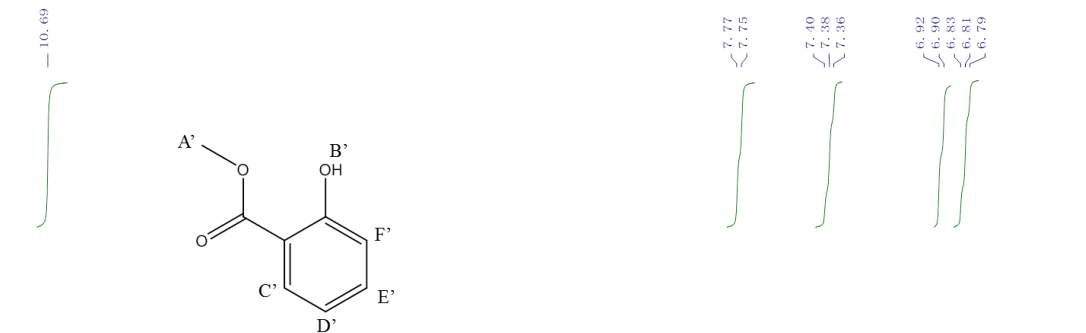 10.69
7.77
7.75
7.40
7.38
7.36
6.92
6.90
6.83
6.81
6.79
A’
B’
O
OH
O
F’
C’
E’
D’